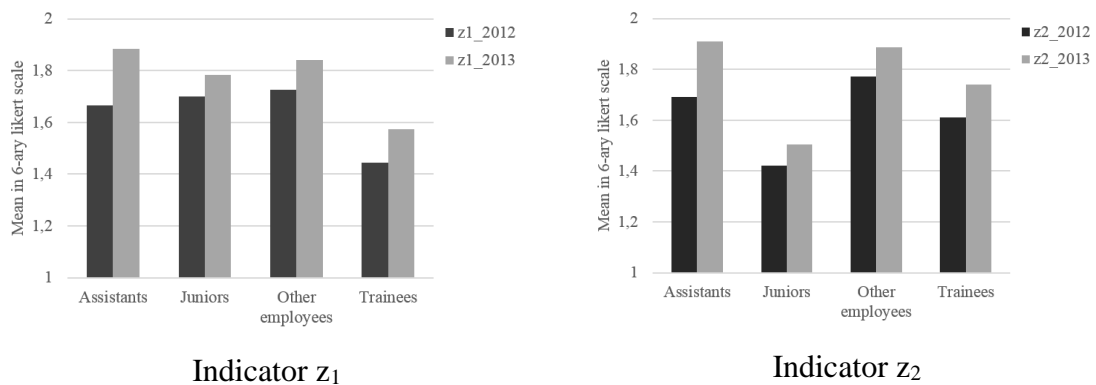 Mean in 6-ary likert scale
2
1,8
1,6
1,4
1,2
1
Assistants
Juniors
Other
employees
Trainees
z1_2012
z1_2013
Indicator z₁
Mean in 6-ary likert scale
2
1,8
1,6
1,4
1,2
1
Assistants
Juniors
Other
employees
Trainees
z2_2012
z2_2013
Indicator z₂